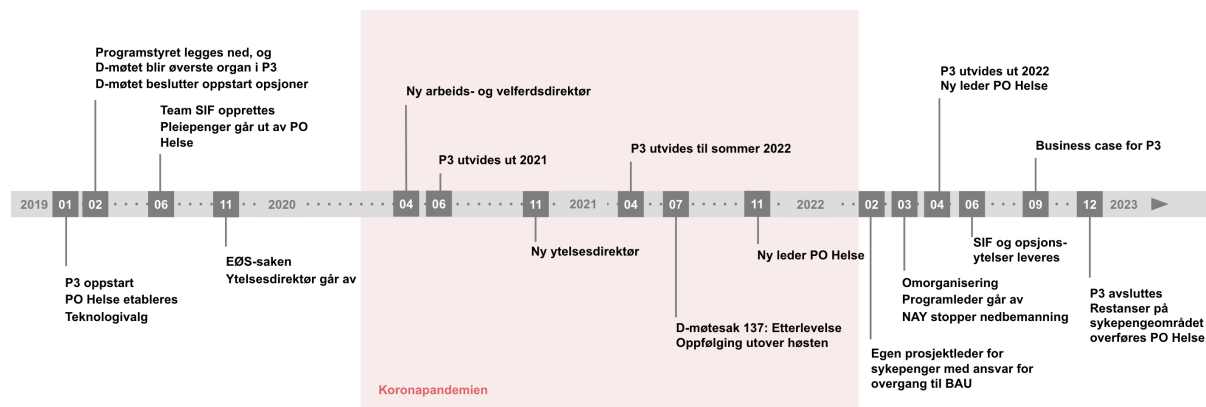 Programstyret legges ned, og
D-møtet blir øverste organ i P3
D-møtet beslutter oppstart opsjoner
Team SIF opprettes
Pleiepenger går ut av PO
Helse
Ny arbeids- og velferdsdirektør
P3 utvides ut 2021
P3 utvides til sommer 2022
P3 utvides ut 2022
Ny leder PO Helse
Business case for P3
2019 01 02 06 11 2020 04 06 11 2021 04 07 11 2022 02 03 04 06 09 12 2023
P3 oppstart
PO Helse etableres
Teknologivalg
EØS-saken
Ytelsesdirektør går av
Ny ytelsesdirektør
D-møtesak 137: Etterlevelse
Oppfølging utover høsten
Ny leder PO Helse
Egen prosjektleder for
sykepenger med ansvar for
overgang til BAU
Omorganisering
Programleder går av
NAY stopper nedbemanning
SIF og opsjons-
ytelser leveres
P3 avsluttes
Restanser på
sykepengeområdet
overføres PO Helse
Koronapandemien